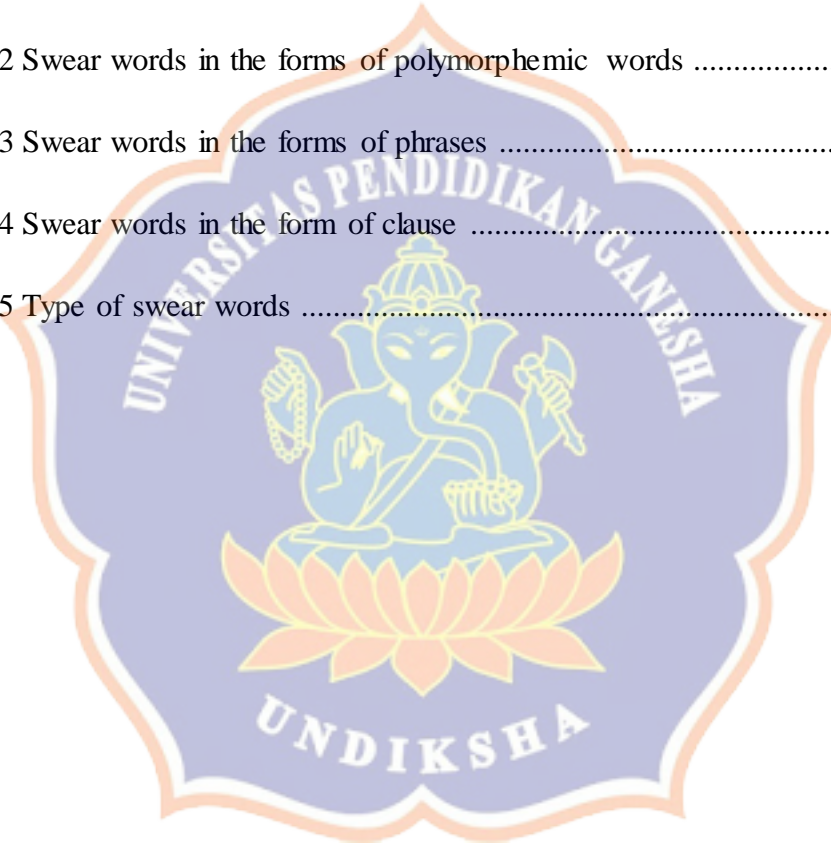 2 Swear words in the forms of polymorphemic words .................
3 Swear words in the forms of phrases .........................................
4 Swear words in the form of clause .............................................
5 Type of swear words ..................................................................
UNIVERSITAS PENDIDIKAN GANESHA
UNDIKSHA